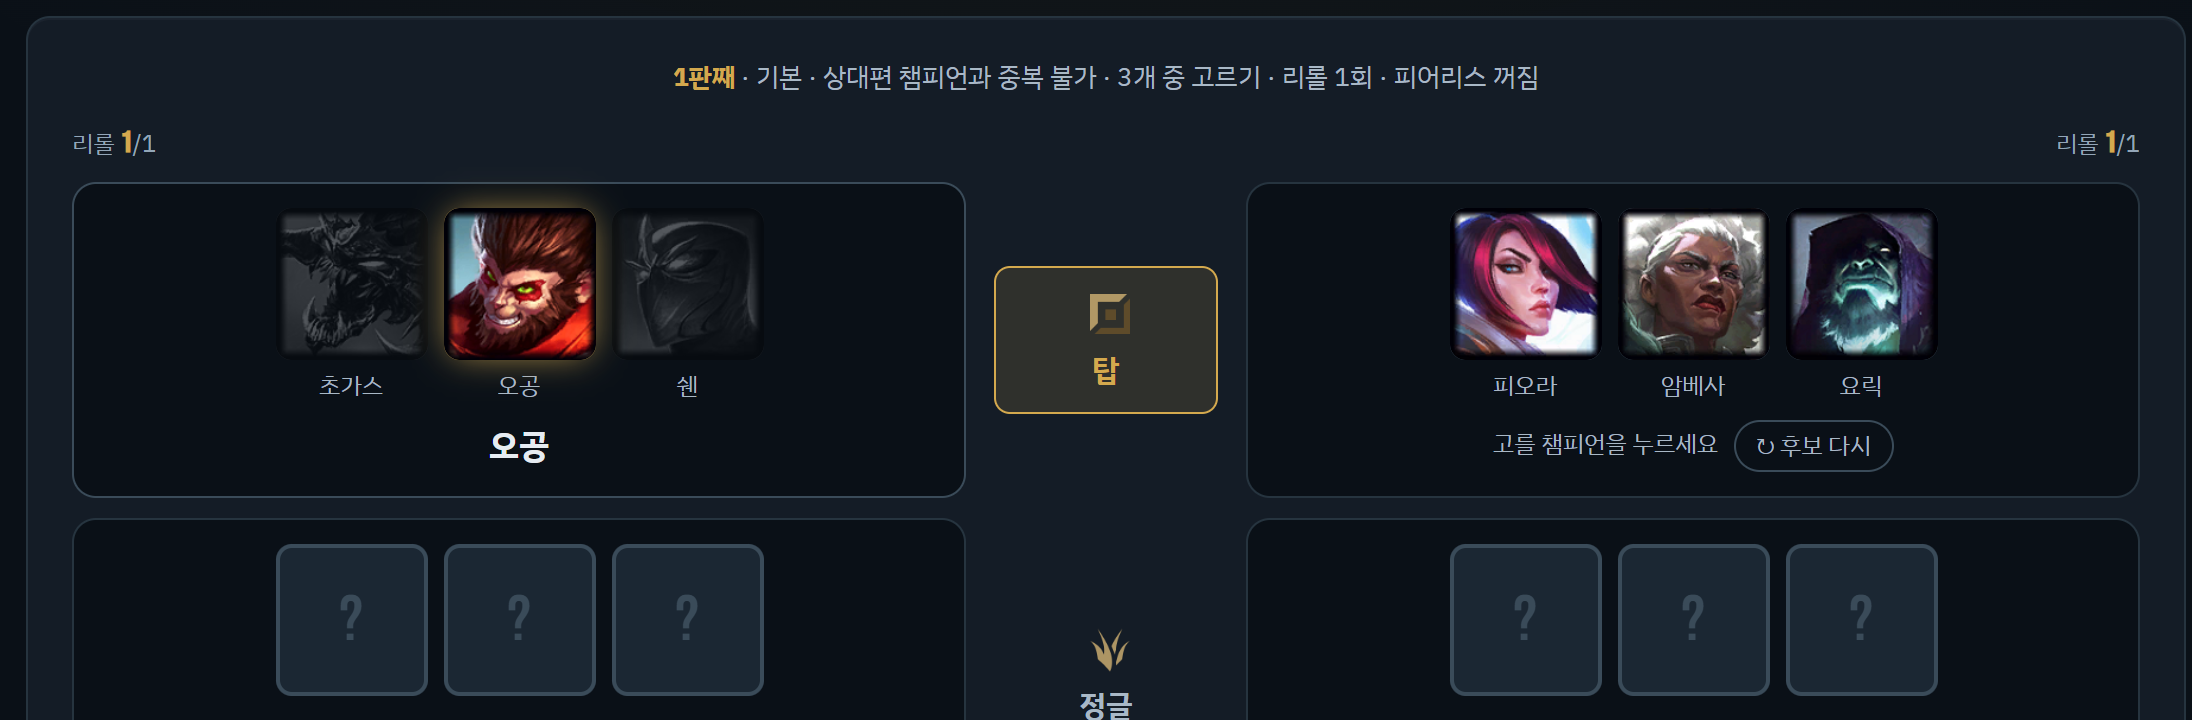 1판째 · 기본 · 상대편 챔피언과 중복 불가 · 3개 중 고르기 · 리롤 1회 · 피어리스 꺼짐
리롤 1/1
리롤 1/1
초가스 오공 쉔
오공
탑
피오라 암베사 요릭
고를 챔피언을 누르세요 ↻ 후보 다시
? ? ?
정글
? ? ?